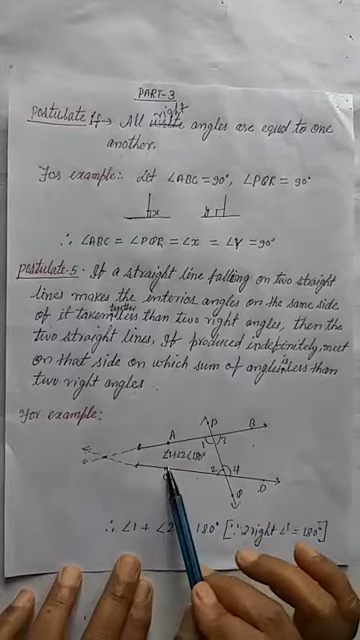 PART-3
Postulate 4 → All right angles are equal to one
another.
For example:- Let ∠ABC = 90°, ∠PQR = 90°
x y
∴ ∠ABC = ∠PQR = ∠x = ∠Y = 90°
Postulate-5. If a straight line falling on two straight
lines makes the interior angles on the same side
of it taken together less than two right angles, then the
two straight lines, If produced indefinitely, meet
on that side on which sum of angles is less than
two right angles.
For example:
P B
A 1 3
∠1+∠2<180°
2 4
Q D
∴ ∠1 + ∠2 180° [∵ 2 right ∠s = 180°]